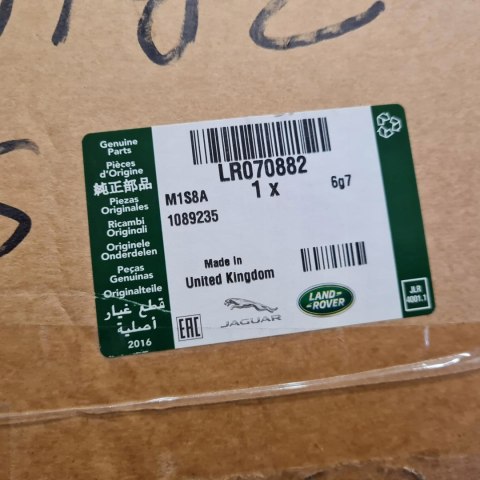 Genuine
Parts
Pièces
d'Origine
純正部品
Piezas
Originales
Ricambi
Originali
Originele
Onderdelen
Peças
Genuinas
Originalteile
قطع غيار
أصلية
2016
LR070882
1 x
6g7
M1S8A
1089235
Made in
United Kingdom
EAC
JAGUAR
LAND-
-ROVER
JLR
4001.1